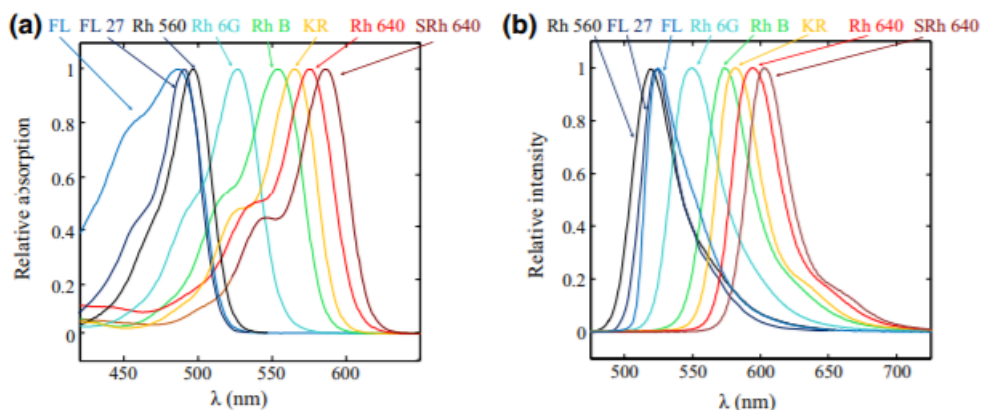 (a) FL FL 27 Rh 560 Rh 6G Rh B KR Rh 640 SRh 640
1
0.8
0.6
0.4
0.2
0
Relative absorption
450 500 550 600
λ (nm)
(b) Rh 560 FL 27 FL Rh 6G Rh B KR Rh 640 SRh 640
1
0.8
0.6
0.4
0.2
0
Relative intensity
500 550 600 650 700
λ (nm)